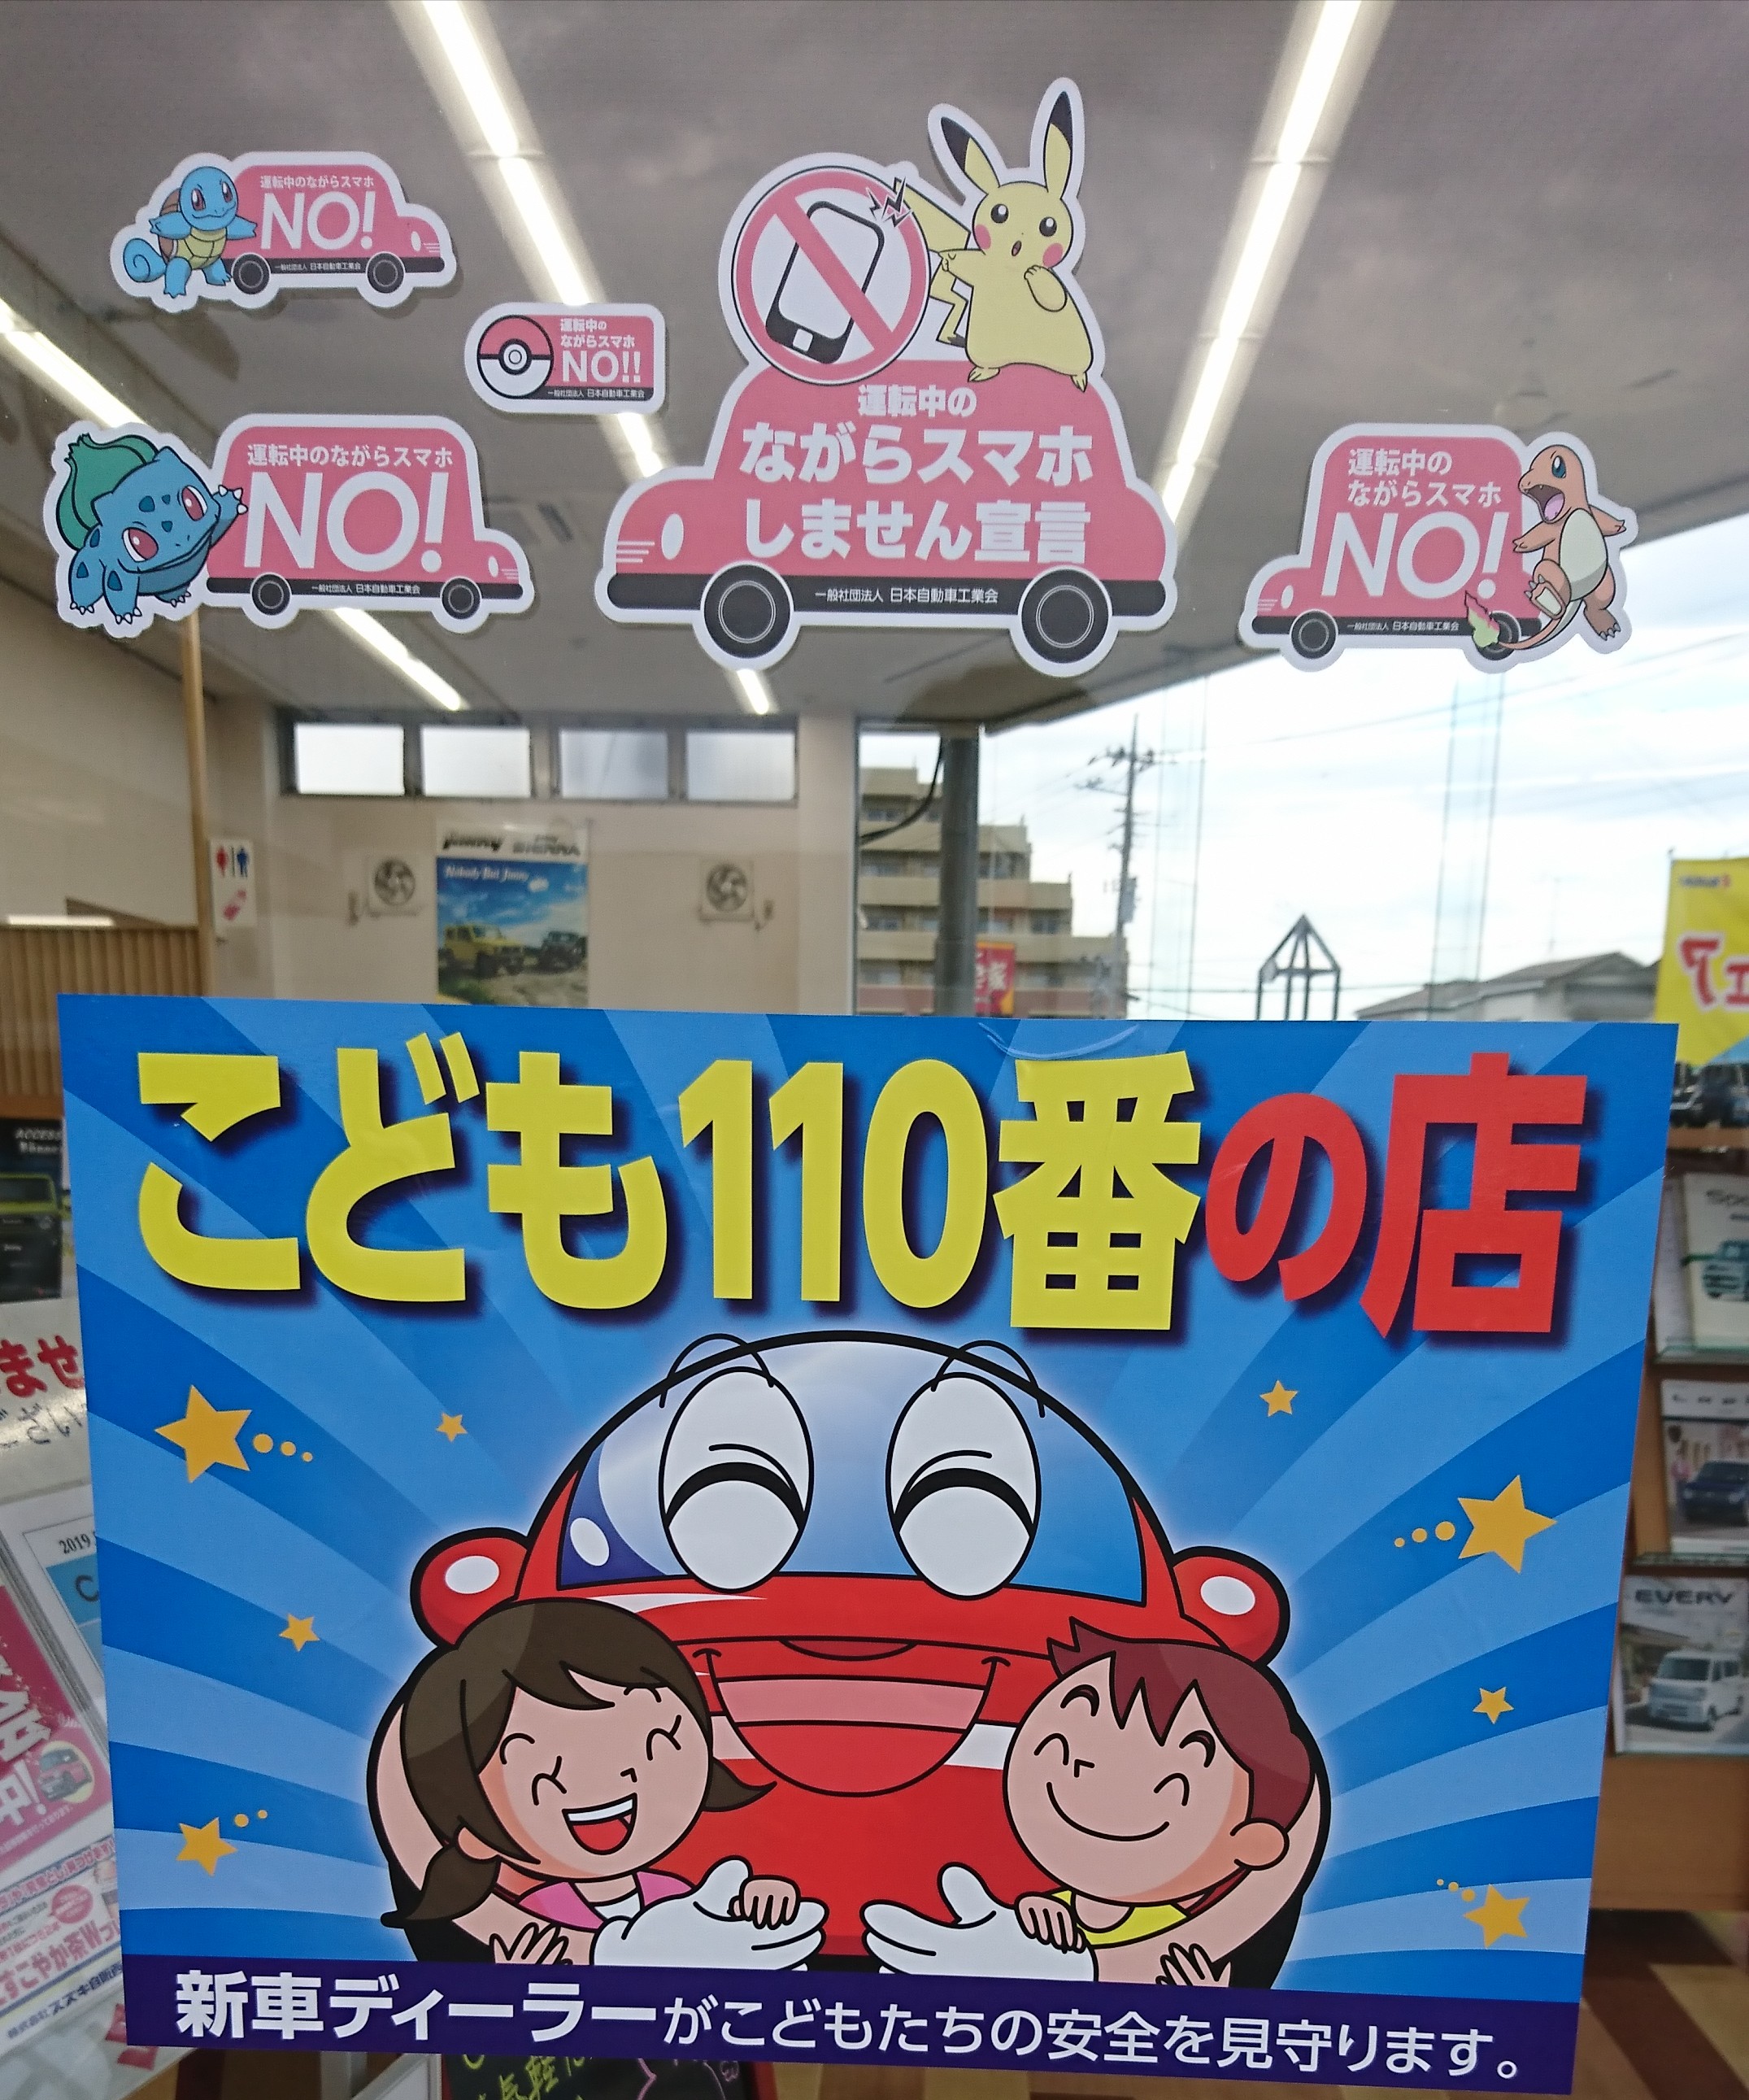 運転中のながらスマホ
NO!
一般社団法人 日本自動車工業会
運転中の
ながらスマホ
NO!!
一般社団法人 日本自動車工業会
運転中の
ながらスマホ
しません宣言
一般社団法人 日本自動車工業会
運転中のながらスマホ
NO!
一般社団法人 日本自動車工業会
運転中の
ながらスマホ
NO!
一般社団法人 日本自動車工業会
Jimny
SIERRA
Nobody But Jimny
こども110番の店
ませ
2019
EVERY
新車ディーラーがこどもたちの安全を見守ります。